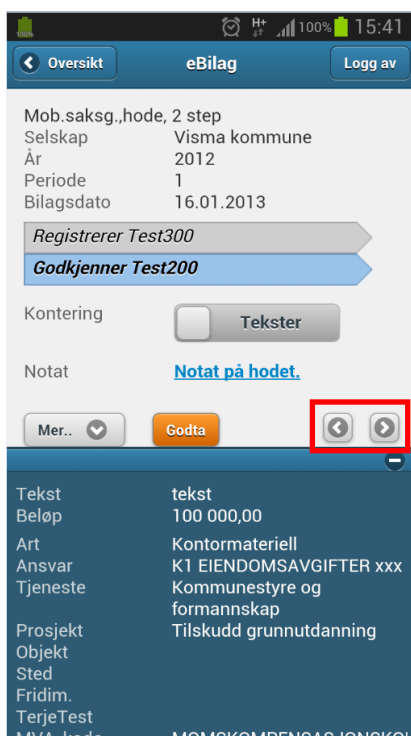 100% H+ 100% 15:41
Oversikt eBilag Logg av
Mob.saksg.,hode, 2 step
Selskap Visma kommune
År 2012
Periode 1
Bilagsdato 16.01.2013
Registrerer Test300
Godkjenner Test200
Kontering Tekster
Notat Notat på hodet.
Mer.. Godta
Tekst tekst
Beløp 100 000,00
Art Kontormateriell
Ansvar K1 EIENDOMSAVGIFTER xxx
Tjeneste Kommunestyre og
formannskap
Prosjekt Tilskudd grunnutdanning
Objekt
Sted
Fridim.
TerjeTest
MVA-kode